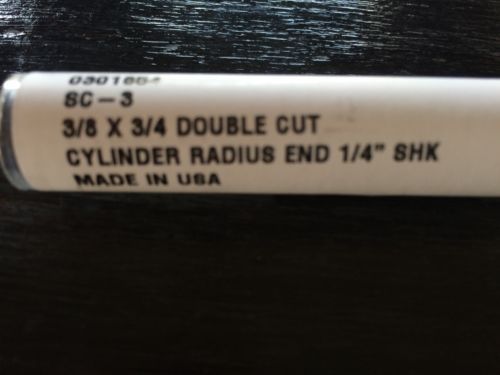 SC-3
3/8 X 3/4 DOUBLE CUT
CYLINDER RADIUS END 1/4" SHK
MADE IN USA